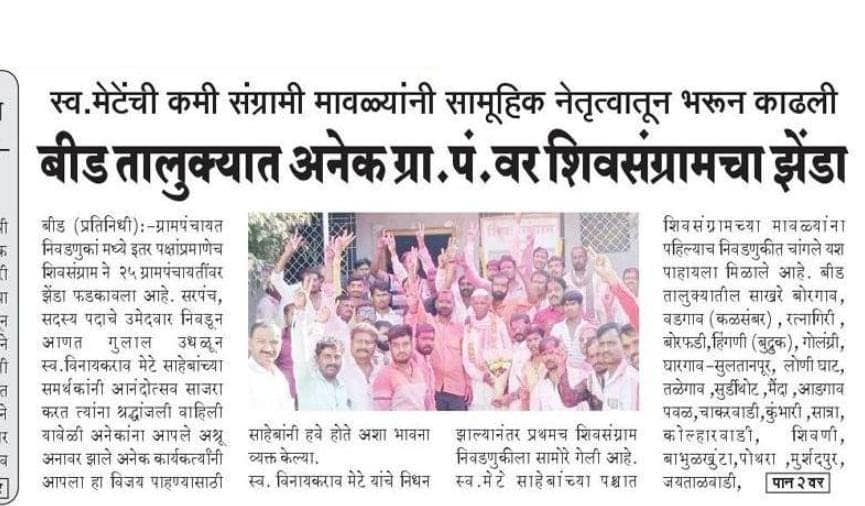 स्व.मेटेंची कमी संग्रामी मावळ्यांनी सामूहिक नेतृत्वातून भरून काढली
बीड तालुक्यात अनेक ग्रा.पं.वर शिवसंग्रामचा झेंडा
बीड (प्रतिनिधी):-ग्रामपंचायत
निवडणुकां मध्ये इतर पक्षांप्रमाणेच
शिवसंग्राम ने २५ ग्रामपंचायतींवर
झेंडा फडकावला आहे. सरपंच,
सदस्य पदाचे उमेदवार निवडून
आणत गुलाल उधळून
स्व.विनायकराव मेटे साहेबांच्या
समर्थकांनी आनंदोत्सव साजरा
करत त्यांना श्रद्धांजली वाहिली
यावेळी अनेकांना आपले अश्रू
अनावर झाले अनेक कार्यकर्त्यांनी
आपला हा विजय पाहण्यासाठी
साहेबांनी हवे होते अशा भावना
व्यक्त केल्या.
स्व. विनायकराव मेटे यांचे निधन
झाल्यानंतर प्रथमच शिवसंग्राम
निवडणुकीला सामोरे गेली आहे.
स्व.मेटे साहेबांच्या पश्चात
शिवसंग्रामच्या मावळ्यांना
पहिल्याच निवडणुकीत चांगले यश
पाहायला मिळाले आहे. बीड
तालुक्यातील साखरे बोरगाव,
वडगाव (कळसंबर) , रत्नागिरी ,
बोरफडी,हिंगणी (बुद्रुक), गोलंग्री,
घारगाव-सुलतानपूर, लोणी घाट,
तळेगाव ,सुर्डीथोट ,मैंदा ,आडगाव
पवळ,चाकरवाडी,कुंभारी ,सान्रा,
कोल्हारवाडी, शिवणी,
बाभुळखुंटा,पोथरा ,मुर्शदपुर,
जयताळवाडी, पान २ वर